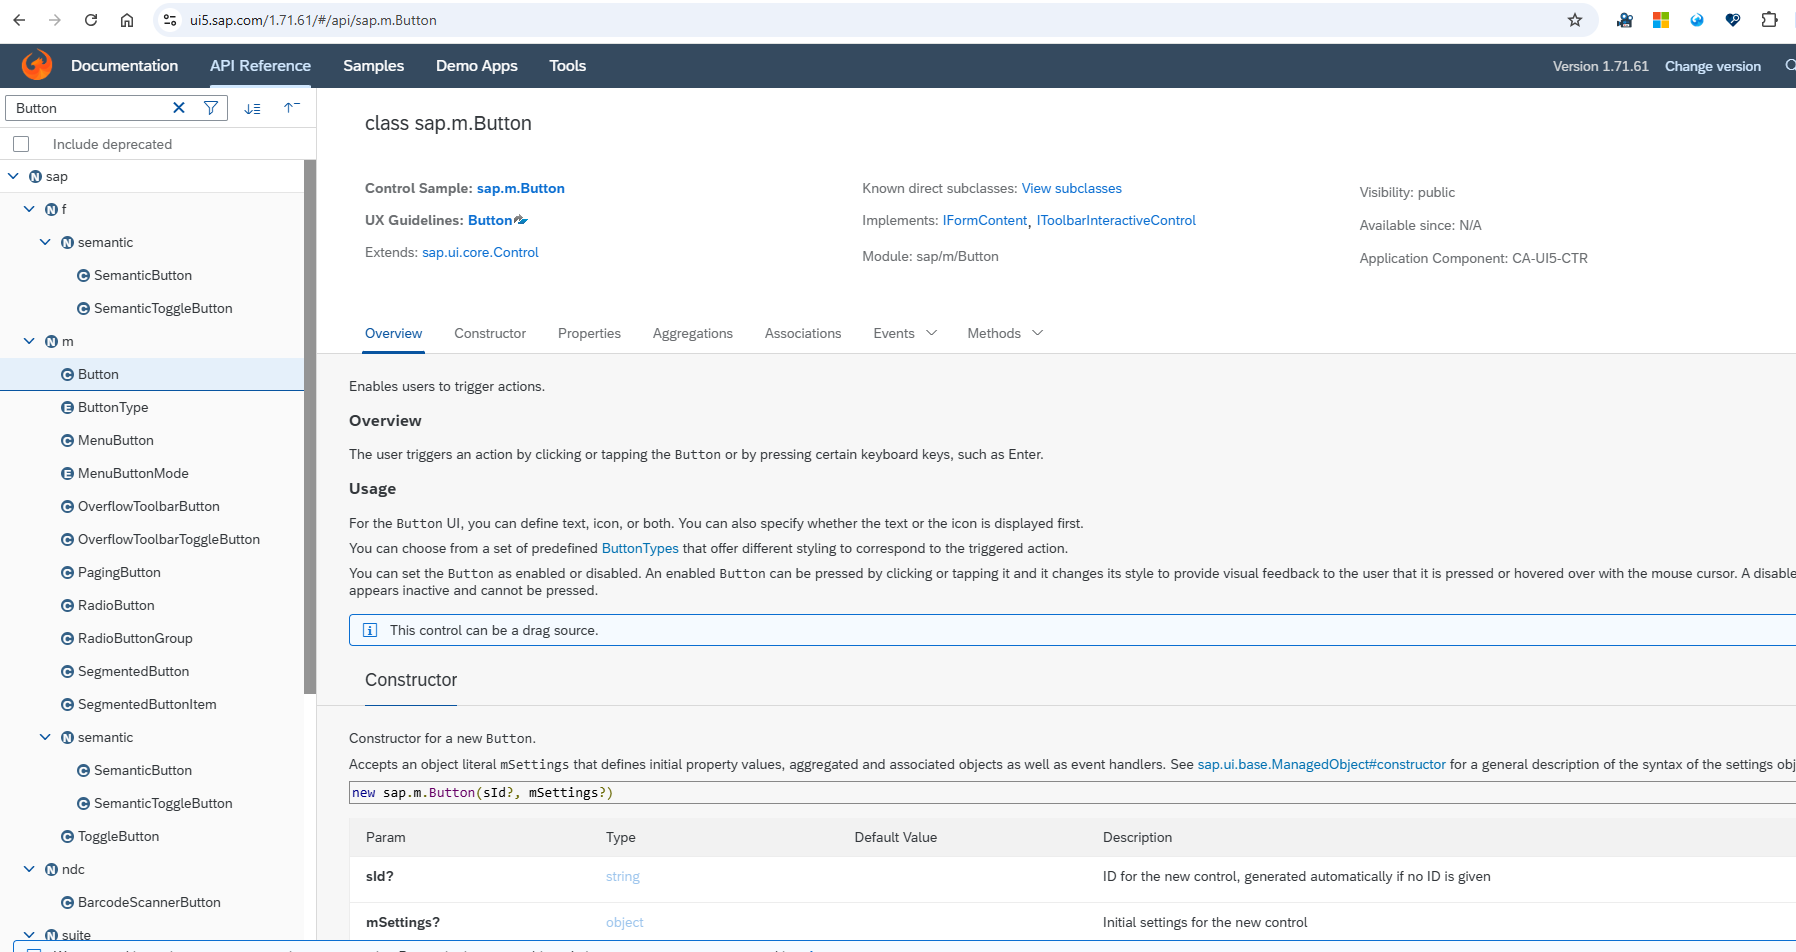 ui5.sap.com/1.71.61/#/api/sap.m.Button
Documentation
API Reference
Samples
Demo Apps
Tools
Version 1.71.61
Change version
Button
Include deprecated
sap
f
semantic
SemanticButton
SemanticToggleButton
m
Button
ButtonType
MenuButton
MenuButtonMode
OverflowToolbarButton
OverflowToolbarToggleButton
PagingButton
RadioButton
RadioButtonGroup
SegmentedButton
SegmentedButtonItem
semantic
SemanticButton
SemanticToggleButton
ToggleButton
ndc
BarcodeScannerButton
suite
class sap.m.Button
Control Sample: sap.m.Button
UX Guidelines: Button
Extends: sap.ui.core.Control
Known direct subclasses: View subclasses
Implements: IFormContent, IToolbarInteractiveControl
Module: sap/m/Button
Visibility: public
Available since: N/A
Application Component: CA-UI5-CTR
Overview
Constructor
Properties
Aggregations
Associations
Events
Methods
Enables users to trigger actions.
Overview
The user triggers an action by clicking or tapping the Button or by pressing certain keyboard keys, such as Enter.
Usage
For the Button UI, you can define text, icon, or both. You can also specify whether the text or the icon is displayed first.
You can choose from a set of predefined ButtonTypes that offer different styling to correspond to the triggered action.
You can set the Button as enabled or disabled. An enabled Button can be pressed by clicking or tapping it and it changes its style to provide visual feedback to the user that it is pressed or hovered over with the mouse cursor. A disable
appears inactive and cannot be pressed.
This control can be a drag source.
Constructor
Constructor for a new Button.
Accepts an object literal mSettings that defines initial property values, aggregated and associated objects as well as event handlers. See sap.ui.base.ManagedObject#constructor for a general description of the syntax of the settings obj
new sap.m.Button(sId?, mSettings?)
Param
Type
Default Value
Description
sId?
string
ID for the new control, generated automatically if no ID is given
mSettings?
object
Initial settings for the new control